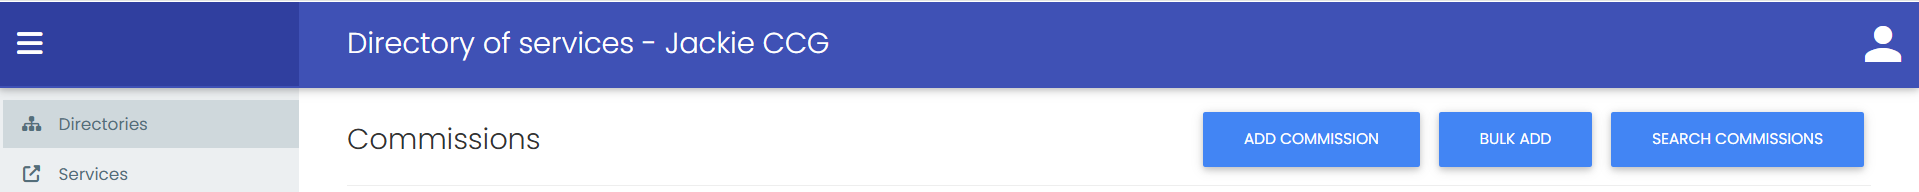 Directory of services - Jackie CCG
Directories
Services
Commissions
ADD COMMISSION
BULK ADD
SEARCH COMMISSIONS